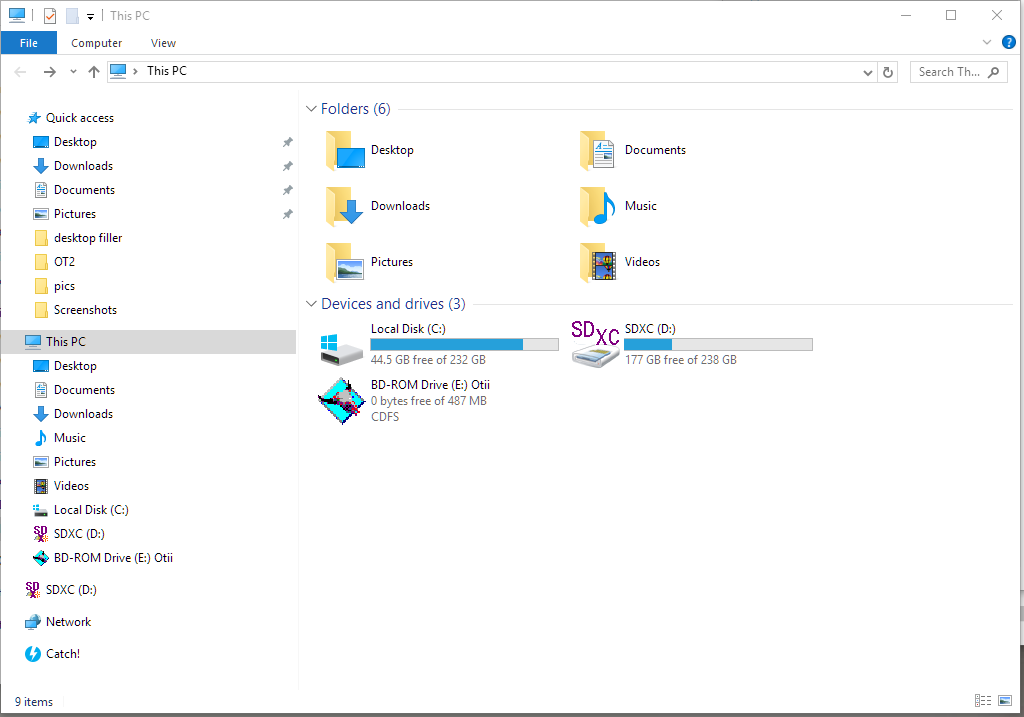 This PC
File
Computer
View
?
This PC
Search Th...
Quick access
Desktop
Downloads
Documents
Pictures
desktop filler
OT2
pics
Screenshots
This PC
Desktop
Documents
Downloads
Music
Pictures
Videos
Local Disk (C:)
SD SDXC (D:)
BD-ROM Drive (E:) Otii
SD SDXC (D:)
Network
Catch!
Folders (6)
Desktop
Documents
Downloads
Music
Pictures
Videos
Devices and drives (3)
Local Disk (C:)
44.5 GB free of 232 GB
SDXC
SDXC (D:)
177 GB free of 238 GB
BD-ROM Drive (E:) Otii
0 bytes free of 487 MB
CDFS
9 items